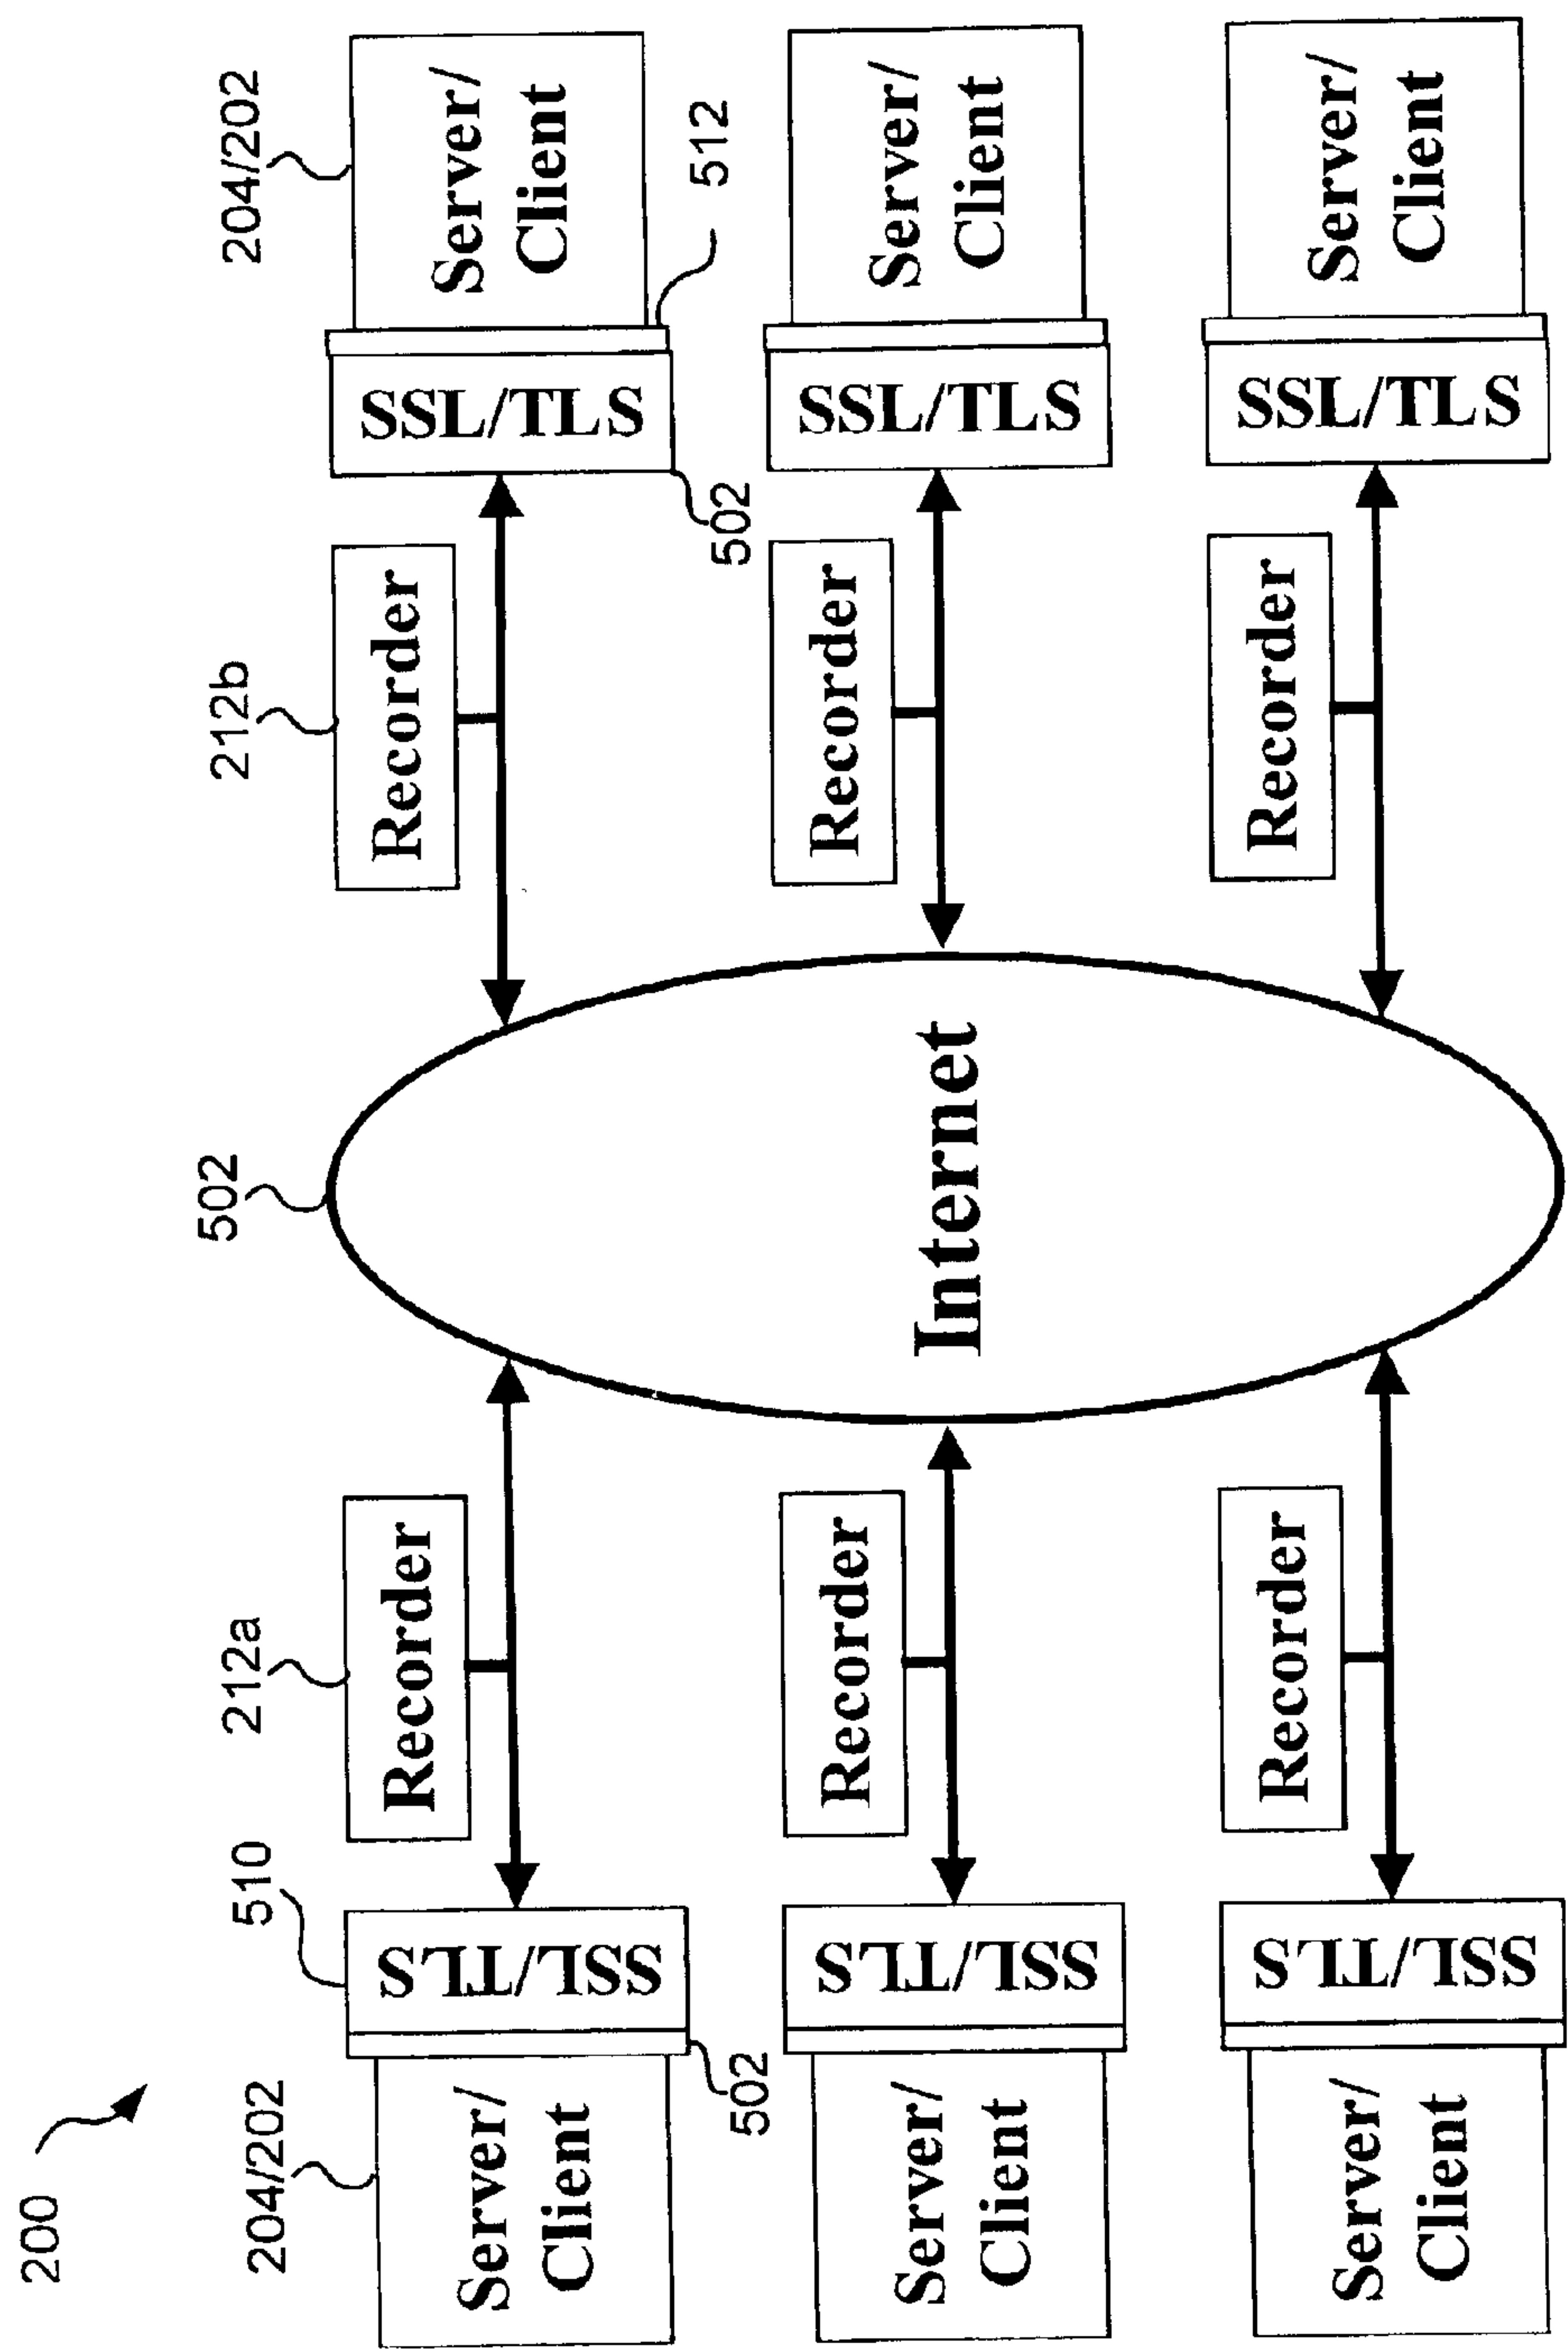 200
204/202
510
212a
502
212b
204/202
Server/
Client
SSL/TLS
Recorder
Recorder
SSL/TLS
Server/
Client
502
502
512
Server/
Client
SSL/TLS
Recorder
Internet
Recorder
SSL/TLS
Server/
Client
Server/
Client
SSL/TLS
Recorder
Recorder
SSL/TLS
Server/
Client